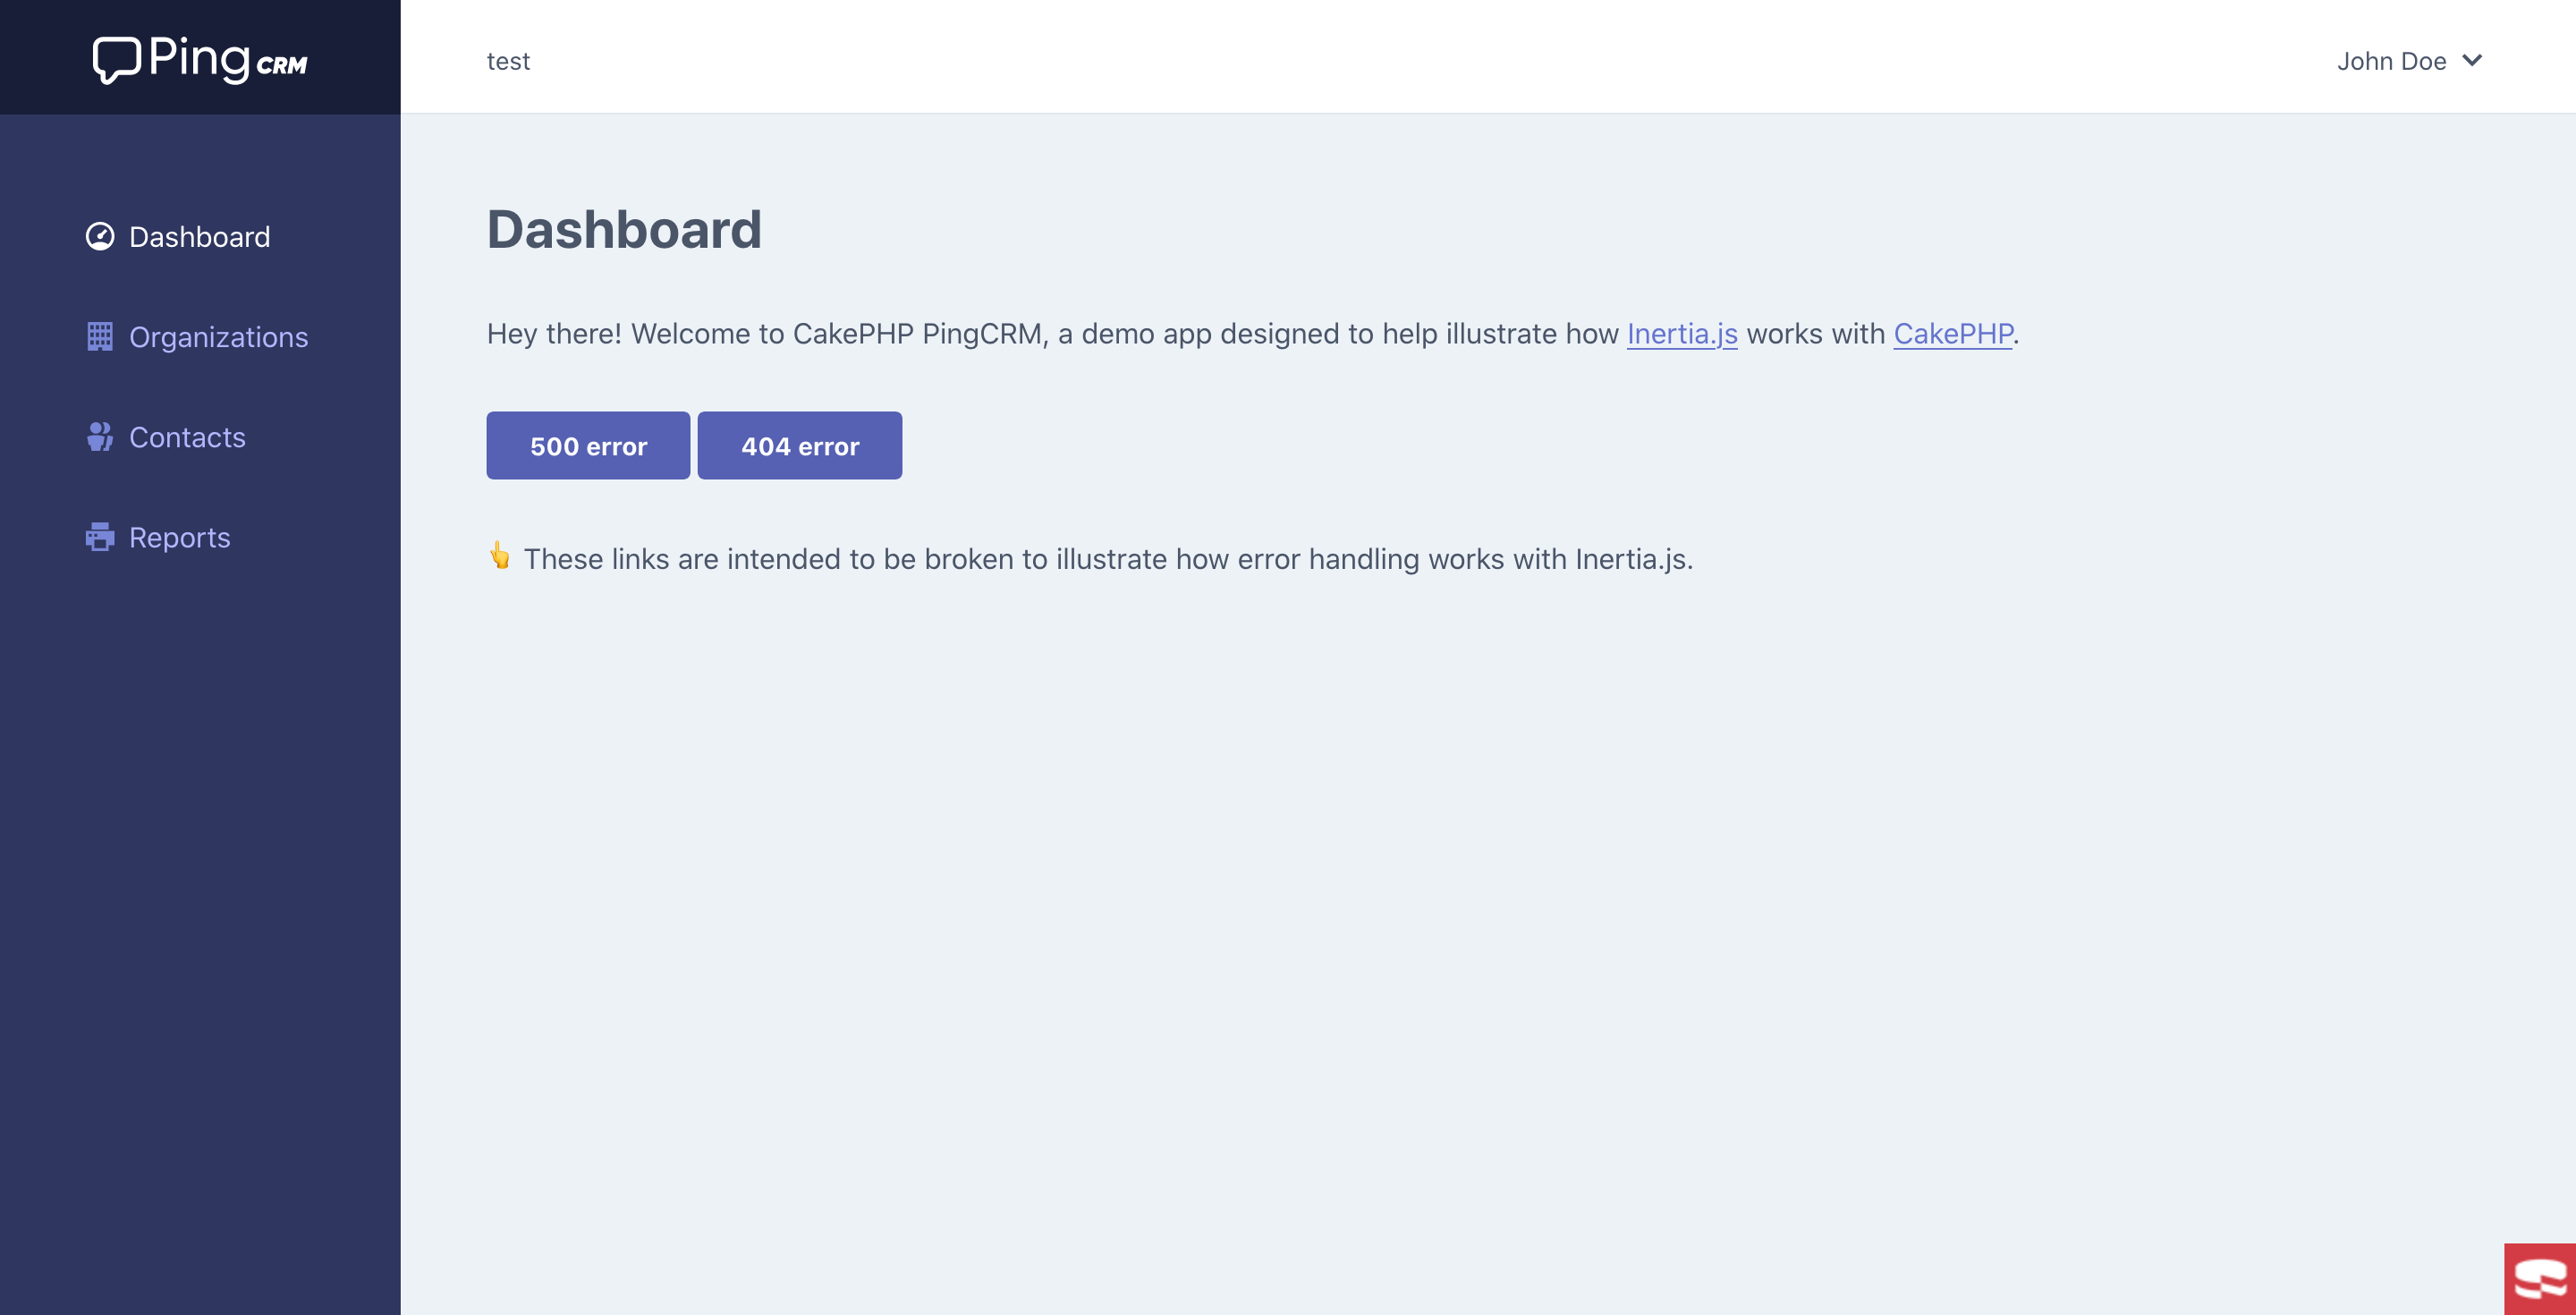 Ping CRM
test
John Doe
Dashboard
Organizations
Contacts
Reports
Dashboard
Hey there! Welcome to CakePHP PingCRM, a demo app designed to help illustrate how Inertia.js works with CakePHP.
500 error
404 error
👆 These links are intended to be broken to illustrate how error handling works with Inertia.js.